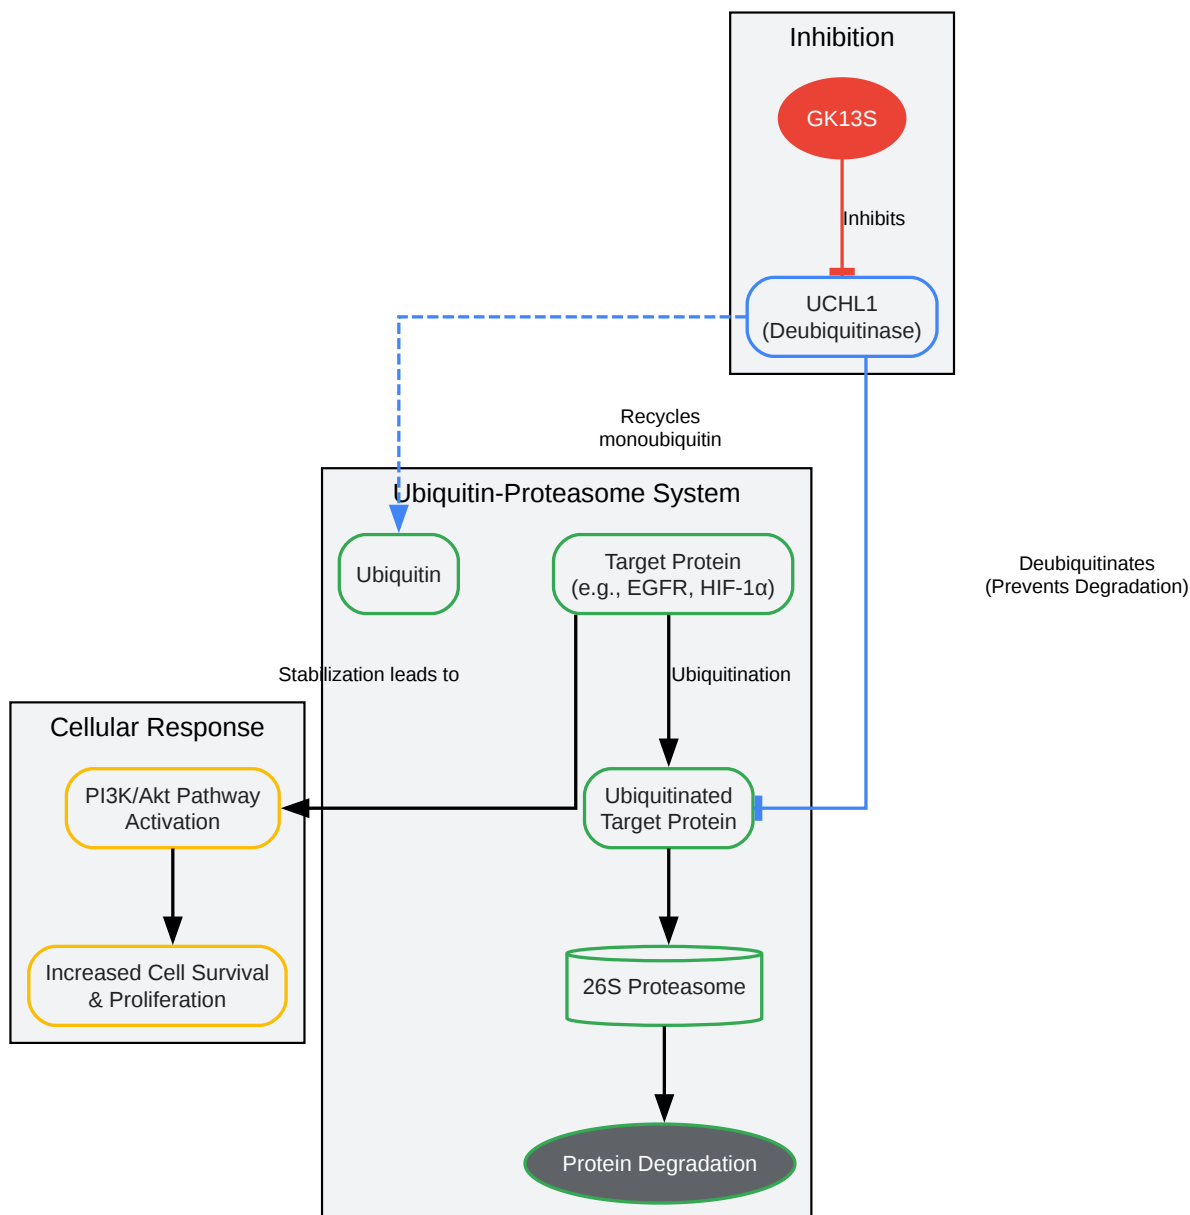 Inhibition
GK13S
Inhibits
UCHL1
(Deubiquitinase)
Recycles
monoubiquitin
Ubiquitin-Proteasome System
Ubiquitin
Target Protein
(e.g., EGFR, HIF-1α)
Deubiquitinates
(Prevents Degradation)
Stabilization leads to
Ubiquitination
Cellular Response
PI3K/Akt Pathway
Activation
Ubiquitinated
Target Protein
Increased Cell Survival
& Proliferation
26S Proteasome
Protein Degradation